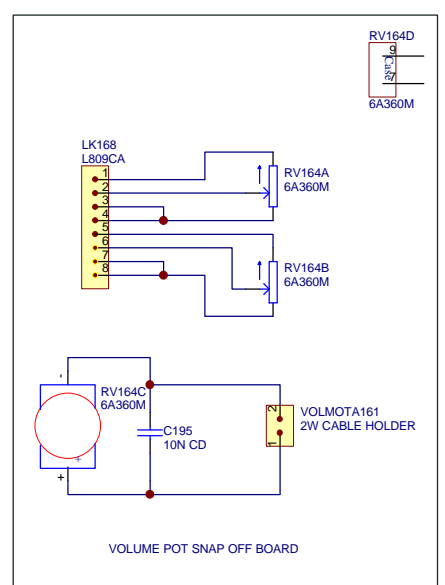 RV164D
9
Case
7
6A360M
LK168
L809CA
1
2
3
4
5
6
7
8
RV164A
6A360M
RV164B
6A360M
-
RV164C
6A360M
+
+
C195
10N CD
2
1
VOLMOTA161
2W CABLE HOLDER
VOLUME POT SNAP OFF BOARD